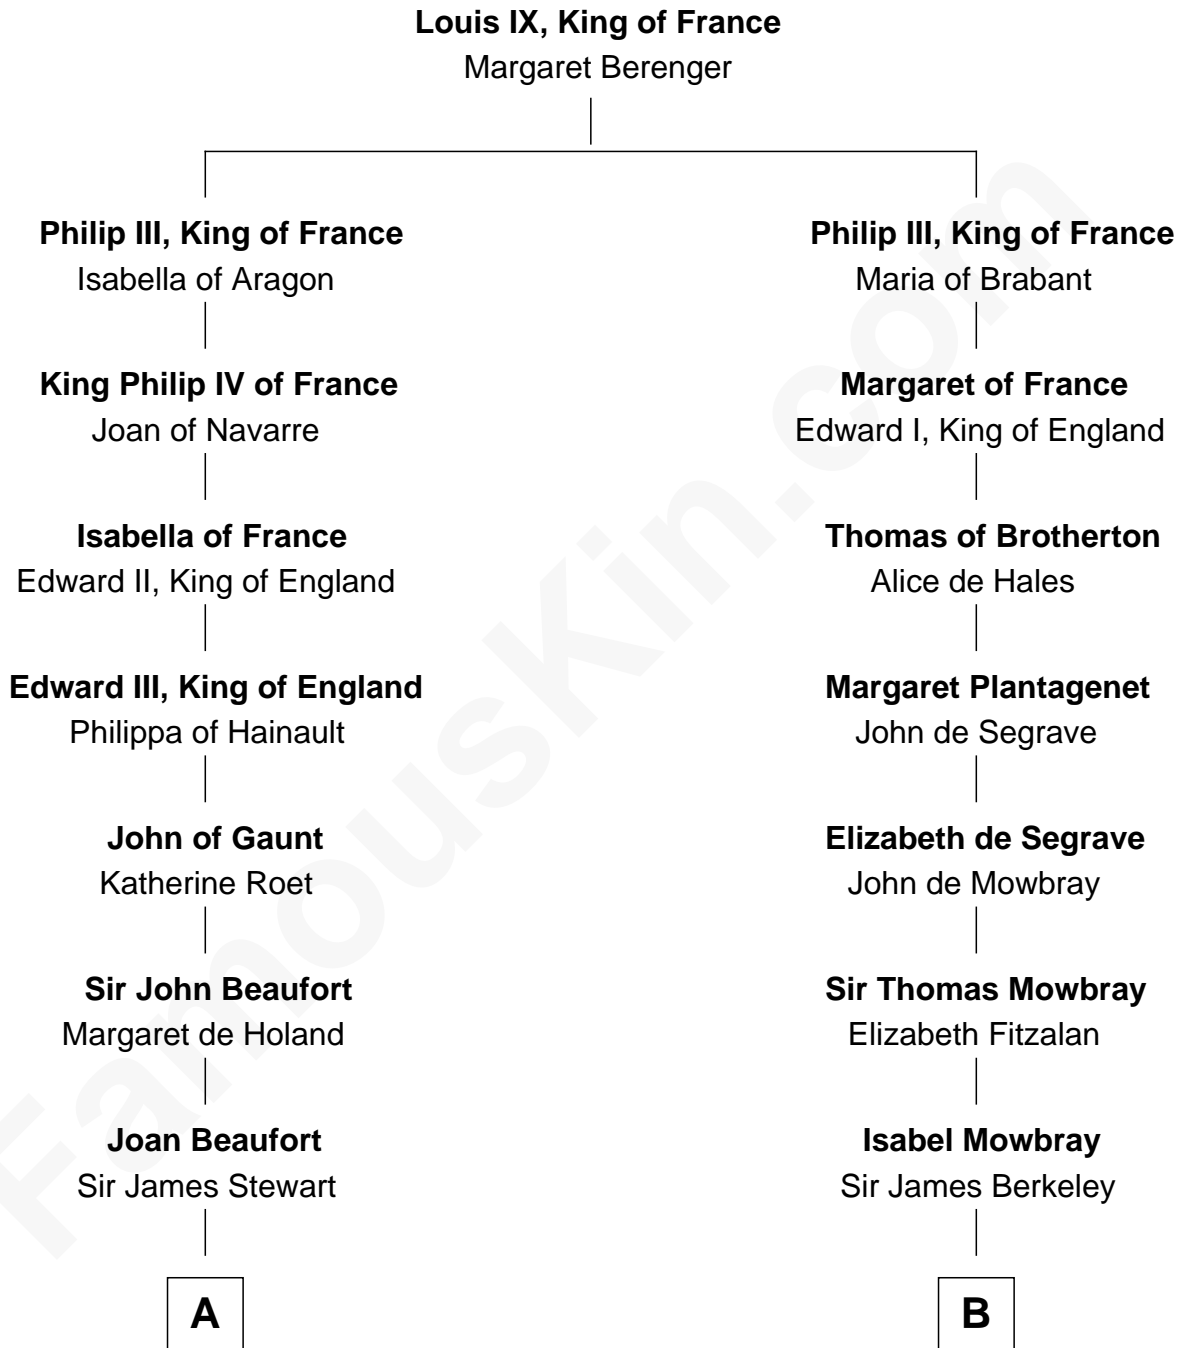 Louis IX, King of France
Margaret Berenger
Philip III, King of France
Isabella of Aragon
King Philip IV of France
Joan of Navarre
Isabella of France
Edward II, King of England
Edward III, King of England
Philippa of Hainault
John of Gaunt
Katherine Roet
Sir John Beaufort
Margaret de Holand
Joan Beaufort
Sir James Stewart
A
Philip III, King of France
Maria of Brabant
Margaret of France
Edward I, King of England
Thomas of Brotherton
Alice de Hales
Margaret Plantagenet
John de Segrave
Elizabeth de Segrave
John de Mowbray
Sir Thomas Mowbray
Elizabeth Fitzalan
Isabel Mowbray
Sir James Berkeley
B
FamousKin.com